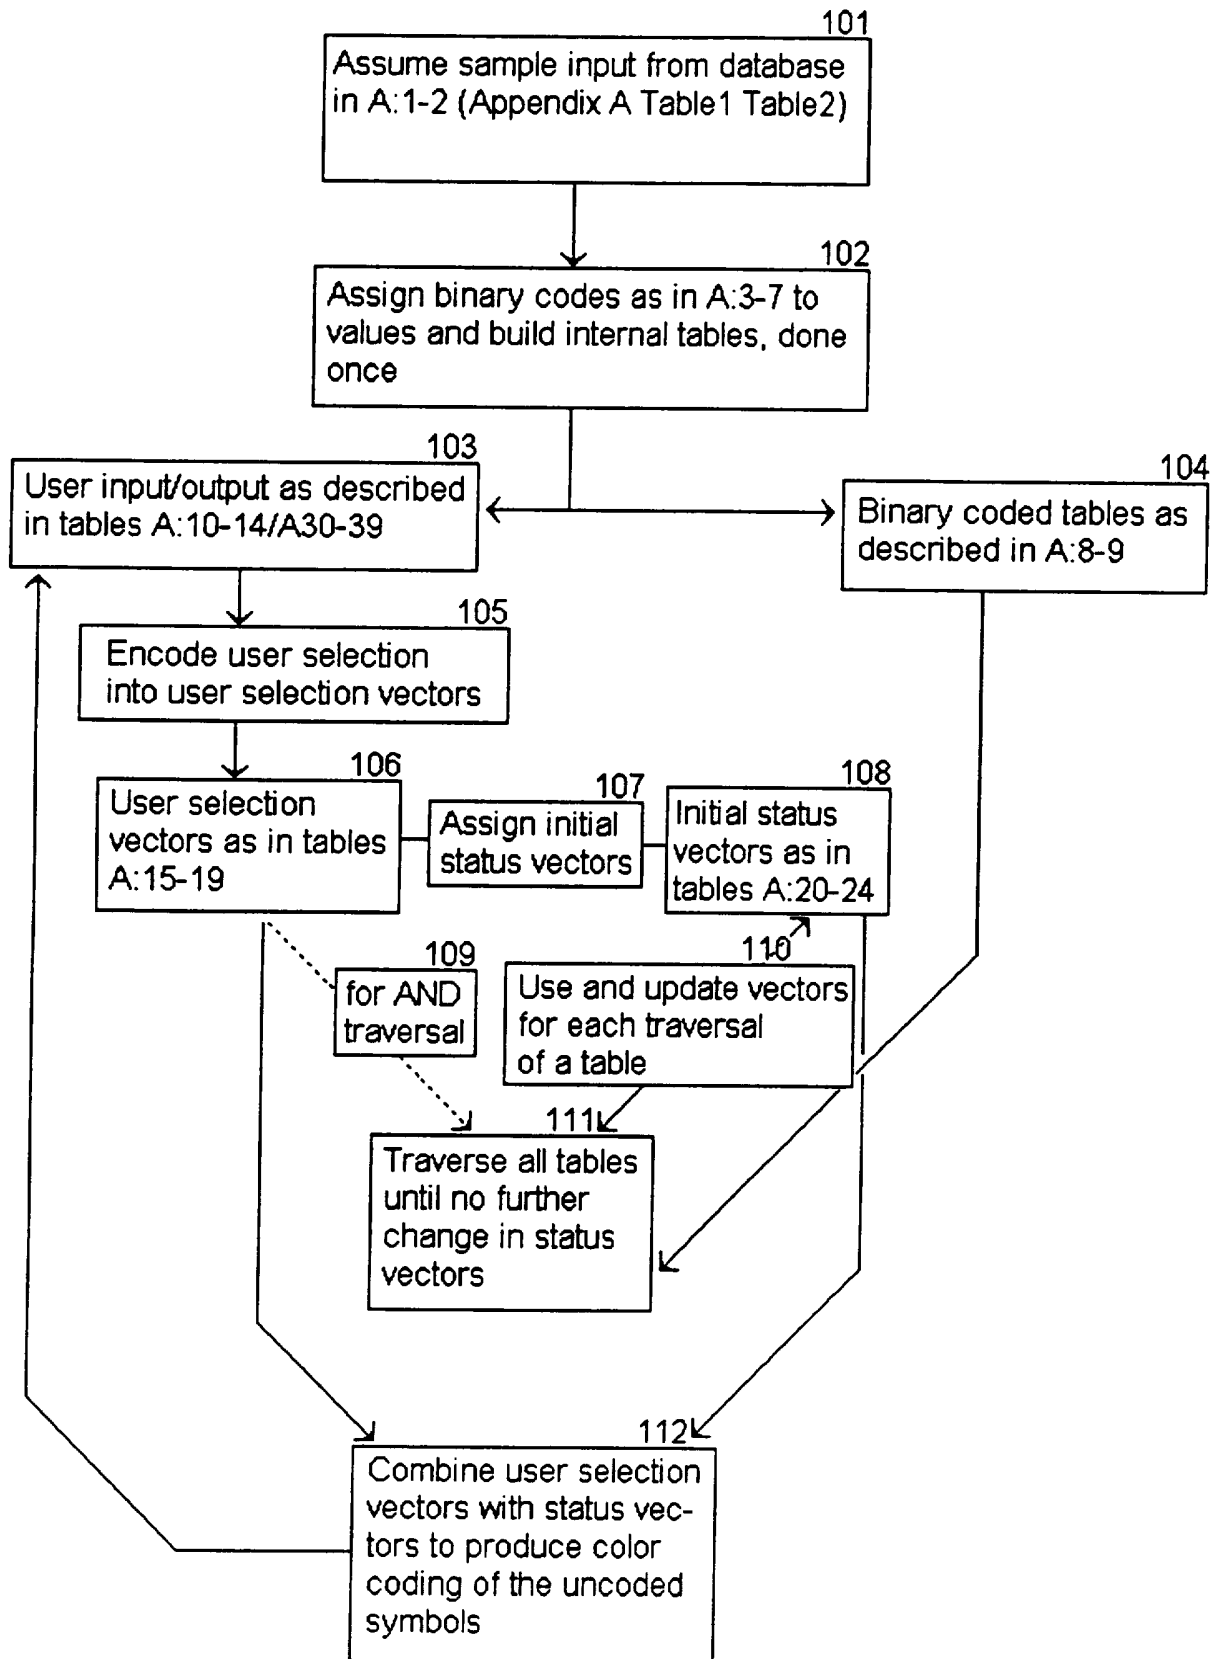 101
Assume sample input from database
in A:1-2 (Appendix A Table1 Table2)
102
Assign binary codes as in A:3-7 to
values and build internal tables, done
once
103
User input/output as described
in tables A:10-14/A30-39
104
Binary coded tables as
described in A:8-9
105
Encode user selection
into user selection vectors
106
User selection
vectors as in tables
A:15-19
107
Assign initial
status vectors
108
Initial status
vectors as in
tables A:20-24
109
for AND
traversal
110
Use and update vectors
for each traversal
of a table
111
Traverse all tables
until no further
change in status
vectors
112
Combine user selection
vectors with status vec-
tors to produce color
coding of the uncoded
symbols